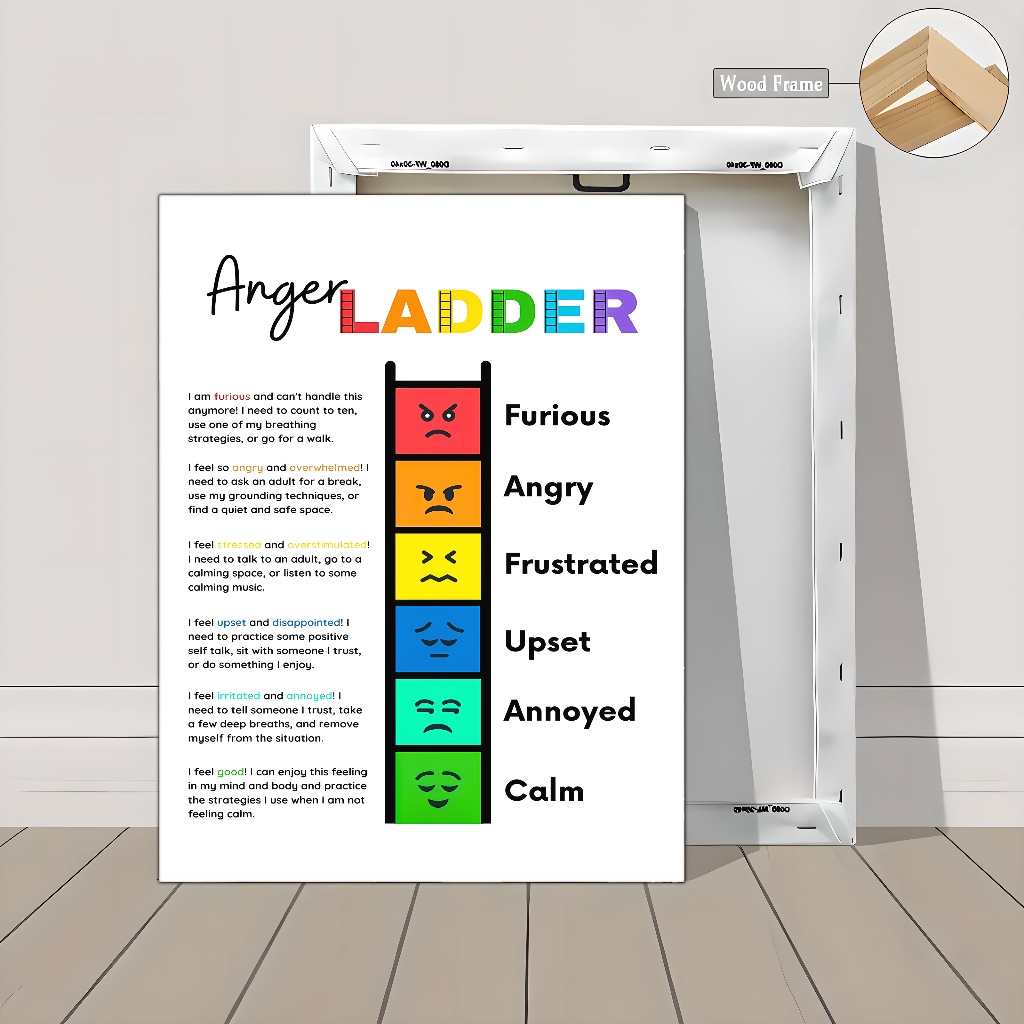 Wood Frame
Anger LADDER
I am furious and can't handle this
anymore! I need to count to ten,
use one of my breathing
strategies, or go for a walk.
Furious
I feel so angry and overwhelmed! I
need to ask an adult for a break,
use my grounding techniques, or
find a quiet and safe space.
Angry
I feel stressed and overstimulated!
I need to talk to an adult, go to a
calming space, or listen to some
calming music.
Frustrated
I feel upset and disappointed! I
need to practice some positive
self talk, sit with someone I trust,
or do something I enjoy.
Upset
I feel irritated and annoyed! I
need to tell someone I trust, take
a few deep breaths, and remove
myself from the situation.
Annoyed
I feel good! I can enjoy this feeling
in my mind and body and practice
the strategies I use when I am not
feeling calm.
Calm